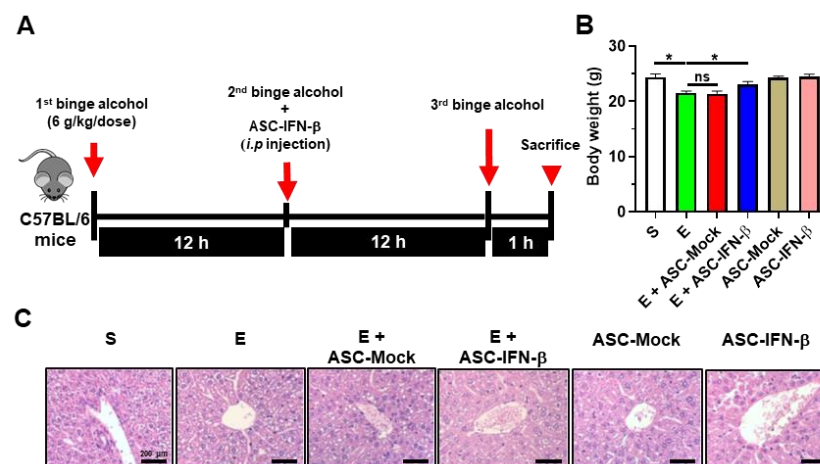 A
1st binge alcohol
(6 g/kg/dose)
2nd binge alcohol
+
ASC-IFN-β
(i.p injection)
3rd binge alcohol
Sacrifice
C57BL/6
mice
12 h
12 h
1 h
B
Body weight (g)
30
20
10
0
* *
ns
S
E
E + ASC-Mock
E + ASC-IFN-β
ASC-Mock
ASC-IFN-β
C
S
E
E +
ASC-Mock
E +
ASC-IFN-β
ASC-Mock
ASC-IFN-β
200 μm